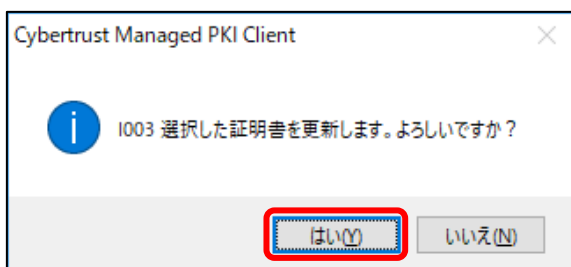 Cybertrust Managed PKI Client
I003 選択した証明書を更新します。よろしいですか？
はい(Y) いいえ(N)